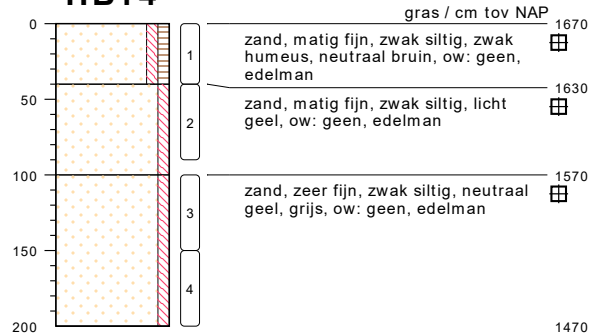 gras / cm tov NAP
0
1670
1
zand, matig fijn, zwak siltig, zwak
humeus, neutraal bruin, ow: geen,
edelman
1630
50
2
zand, matig fijn, zwak siltig, licht
geel, ow: geen, edelman
100
1570
3
zand, zeer fijn, zwak siltig, neutraal
geel, grijs, ow: geen, edelman
150
4
200
1470